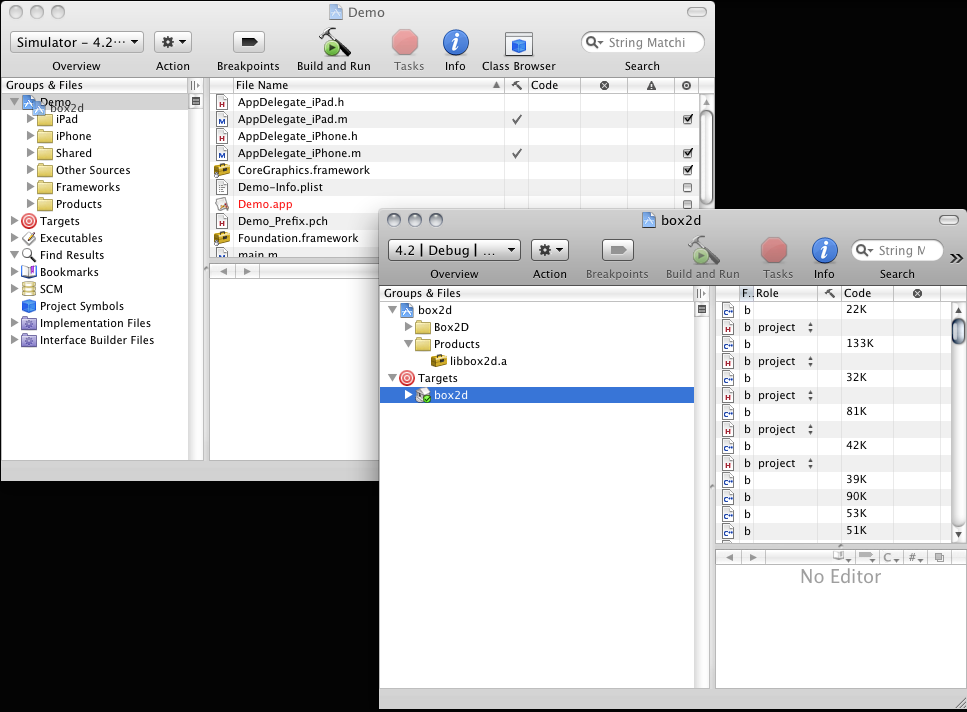 Demo
Simulator – 4.2...
Overview
Action
Breakpoints
Build and Run
Tasks
Info
Class Browser
String Matchi
Search
Groups & Files
Demo
box2d
iPad
iPhone
Shared
Other Sources
Frameworks
Products
Targets
Executables
Find Results
Bookmarks
SCM
Project Symbols
Implementation Files
Interface Builder Files
File Name
Code
AppDelegate_iPad.h
AppDelegate_iPad.m
AppDelegate_iPhone.h
AppDelegate_iPhone.m
CoreGraphics.framework
Demo-Info.plist
Demo.app
Demo_Prefix.pch
Foundation.framework
main.m
box2d
4.2 | Debug | ...
Overview
Action
Breakpoints
Build and Run
Tasks
Info
String M
Search
Groups & Files
box2d
Box2D
Products
libbox2d.a
Targets
box2d
F.. Role Code
b 22K
b project
b 133K
b project
b 32K
b project
b 81K
b project
b 42K
b project
b 39K
b 90K
b 53K
b 51K
C #
No Editor